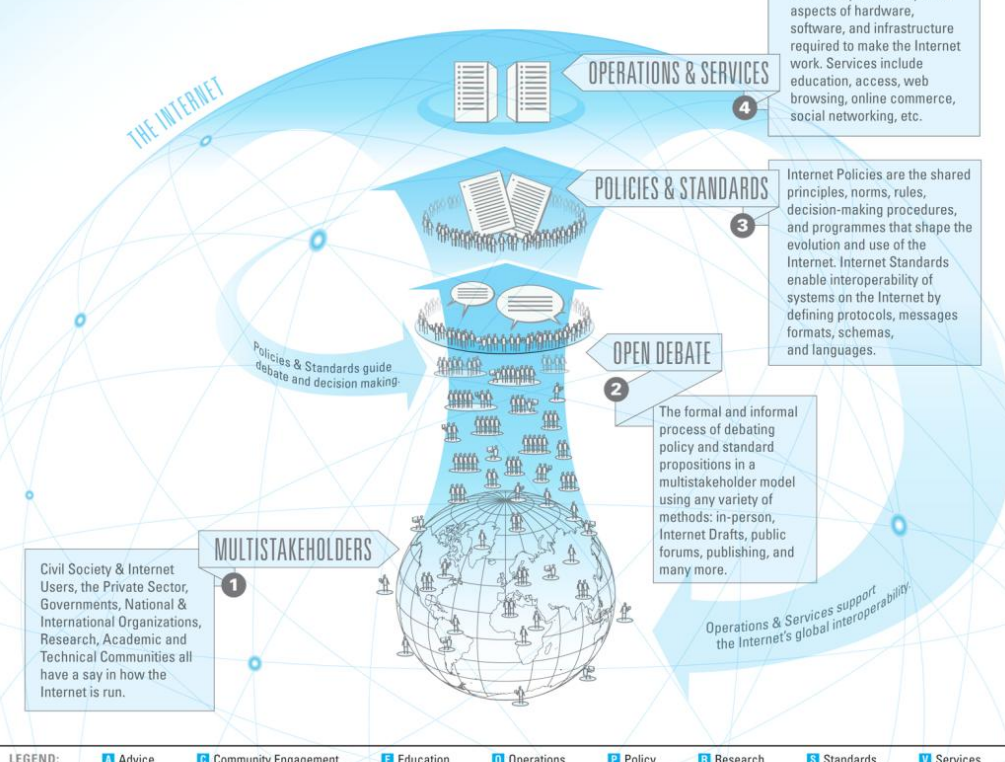 THE INTERNET
OPERATIONS & SERVICES
4
aspects of hardware,
software, and infrastructure
required to make the Internet
work. Services include
education, access, web
browsing, online commerce,
social networking, etc.
POLICIES & STANDARDS
3
Internet Policies are the shared
principles, norms, rules,
decision-making procedures,
and programmes that shape the
evolution and use of the
Internet. Internet Standards
enable interoperability of
systems on the Internet by
defining protocols, messages
formats, schemas,
and languages.
Policies & Standards guide
debate and decision making.
OPEN DEBATE
2
The formal and informal
process of debating
policy and standard
propositions in a
multistakeholder model
using any variety of
methods: in-person,
Internet Drafts, public
forums, publishing, and
many more.
MULTISTAKEHOLDERS
1
Civil Society & Internet
Users, the Private Sector,
Governments, National &
International Organizations,
Research, Academic and
Technical Communities all
have a say in how the
Internet is run.
Operations & Services support
the Internet's global interoperability.
LEGEND: A Advice C Community Engagement E Education O Operations P Policy R Research S Standards V Services